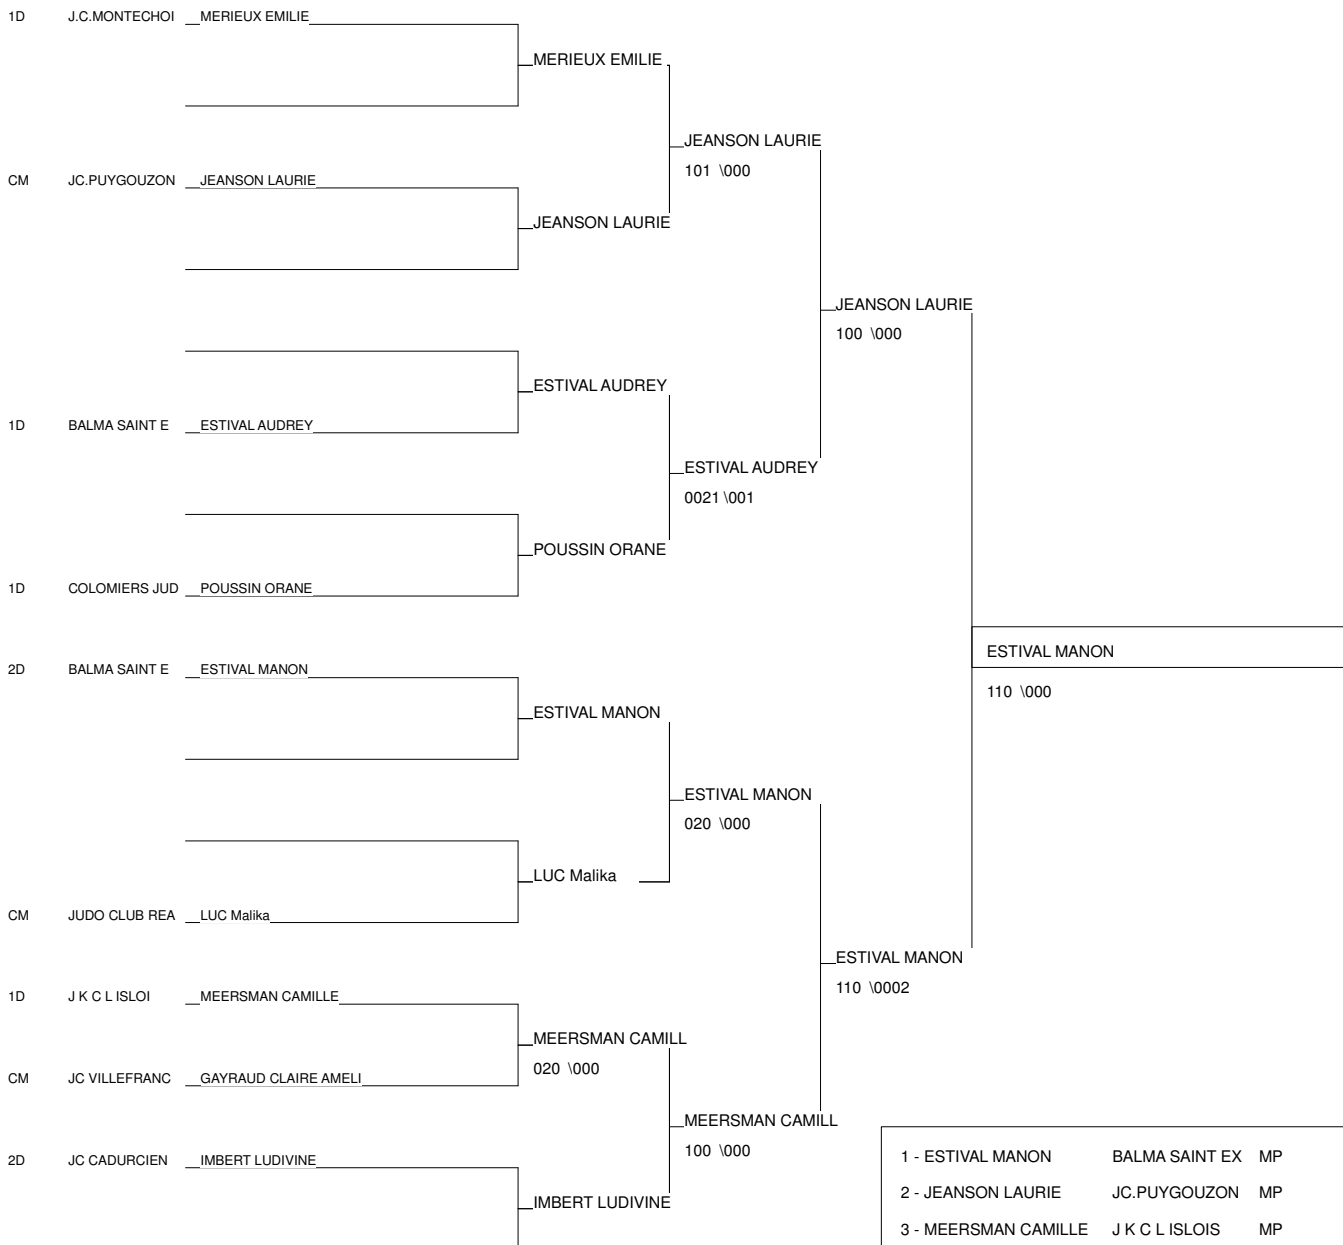 1D J.C.MONTECHOI MERIEUX EMILIE
MERIEUX EMILIE
JEANSON LAURIE
101 \000
CM JC.PUYGOUZON JEANSON LAURIE
JEANSON LAURIE
JEANSON LAURIE
100 \000
ESTIVAL AUDREY
1D BALMA SAINT E ESTIVAL AUDREY
ESTIVAL AUDREY
0021 \001
POUSSIN ORANE
1D COLOMIERS JUD POUSSIN ORANE
ESTIVAL MANON
110 \000
2D BALMA SAINT E ESTIVAL MANON
ESTIVAL MANON
ESTIVAL MANON
020 \000
LUC Malika
CM JUDO CLUB REA LUC Malika
ESTIVAL MANON
110 \0002
1D J K C L ISLOI MEERSMAN CAMILLE
MEERSMAN CAMILL
020 \000
CM JC VILLEFRANC GAYRAUD CLAIRE AMELI
MEERSMAN CAMILL
100 \000
2D JC CADURCIEN IMBERT LUDIVINE
IMBERT LUDIVINE
1 - ESTIVAL MANON BALMA SAINT EX MP
2 - JEANSON LAURIE JC.PUYGOUZON MP
3 - MEERSMAN CAMILLE J K C L ISLOIS MP